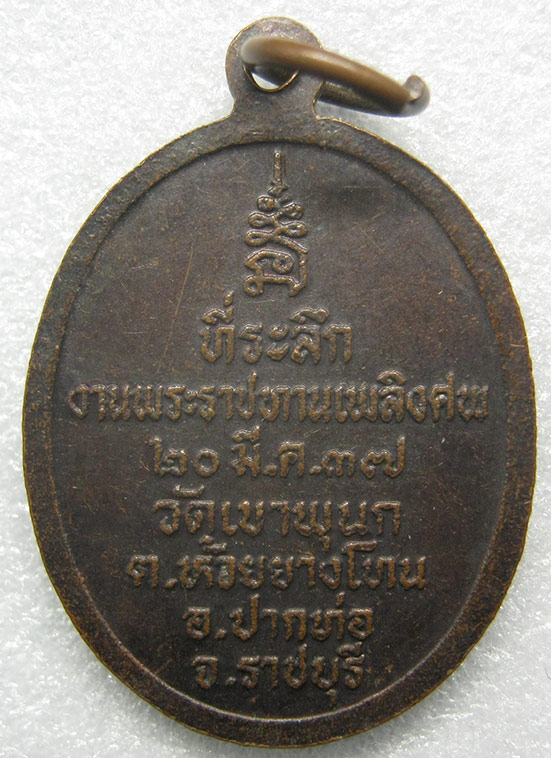 ที่ระลึก
งานพระราชทานเพลิงศพ
๒๐ มี.ค.๓๗
วัดเขาพุนก
ต.ห้วยยางโทน
อ.ปากท่อ
จ.ราชบุรี